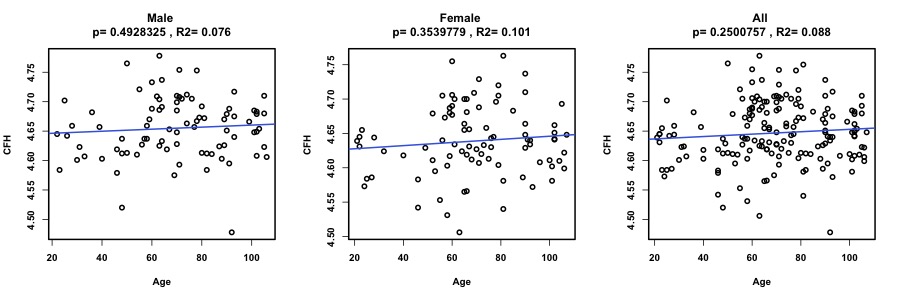 Male
p= 0.4928325 , R2= 0.076
CFH
4.75
4.70
4.65
4.60
4.55
4.50
20 40 60 80 100
Age
Female
p= 0.3539779 , R2= 0.101
CFH
4.75
4.70
4.65
4.60
4.55
4.50
20 40 60 80 100
Age
All
p= 0.2500757 , R2= 0.088
CFH
4.75
4.70
4.65
4.60
4.55
4.50
20 40 60 80 100
Age